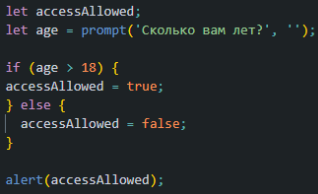 let accessAllowed;
let age = prompt('Сколько вам лет?', '');
if (age > 18) {
accessAllowed = true;
} else {
accessAllowed = false;
}
alert(accessAllowed);